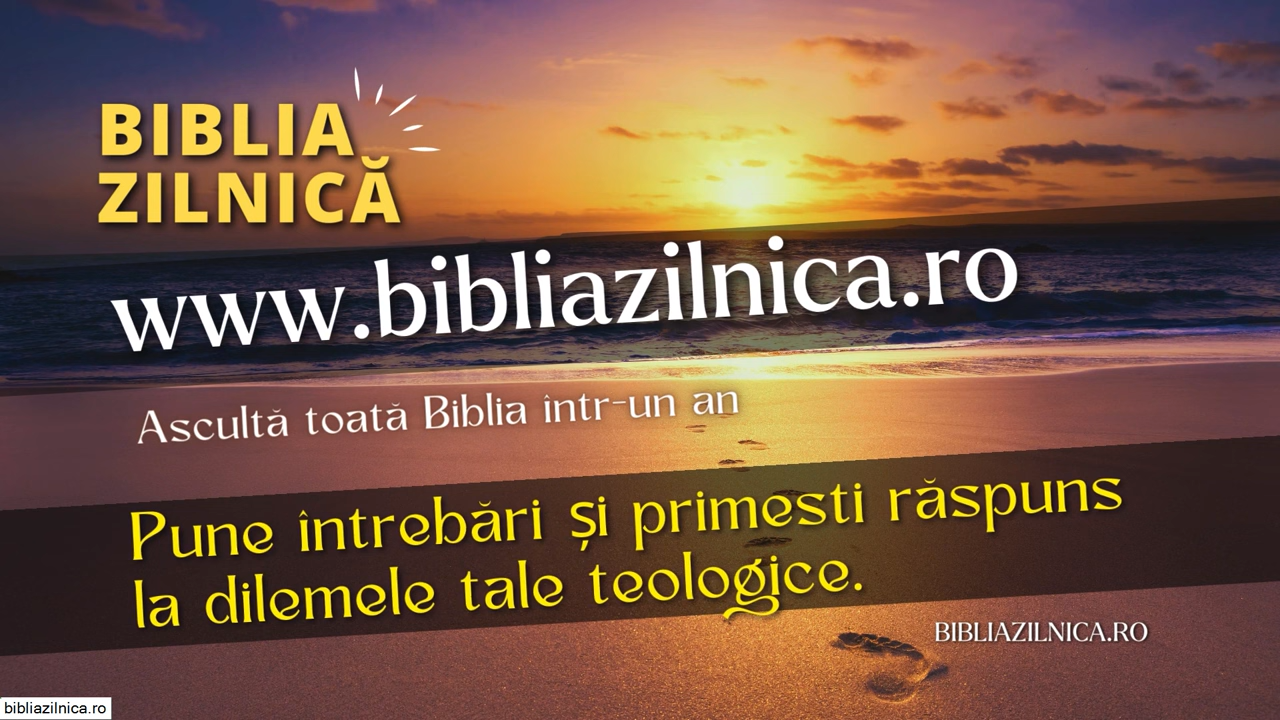 BIBLIA
ZILNICĂ
www.bibliazilnica.ro
Ascultă toată Biblia într-un an
Pune întrebări și primesti răspuns
la dilemele tale teologice.
BIBLIAZILNICA.RO
bibliazilnica.ro